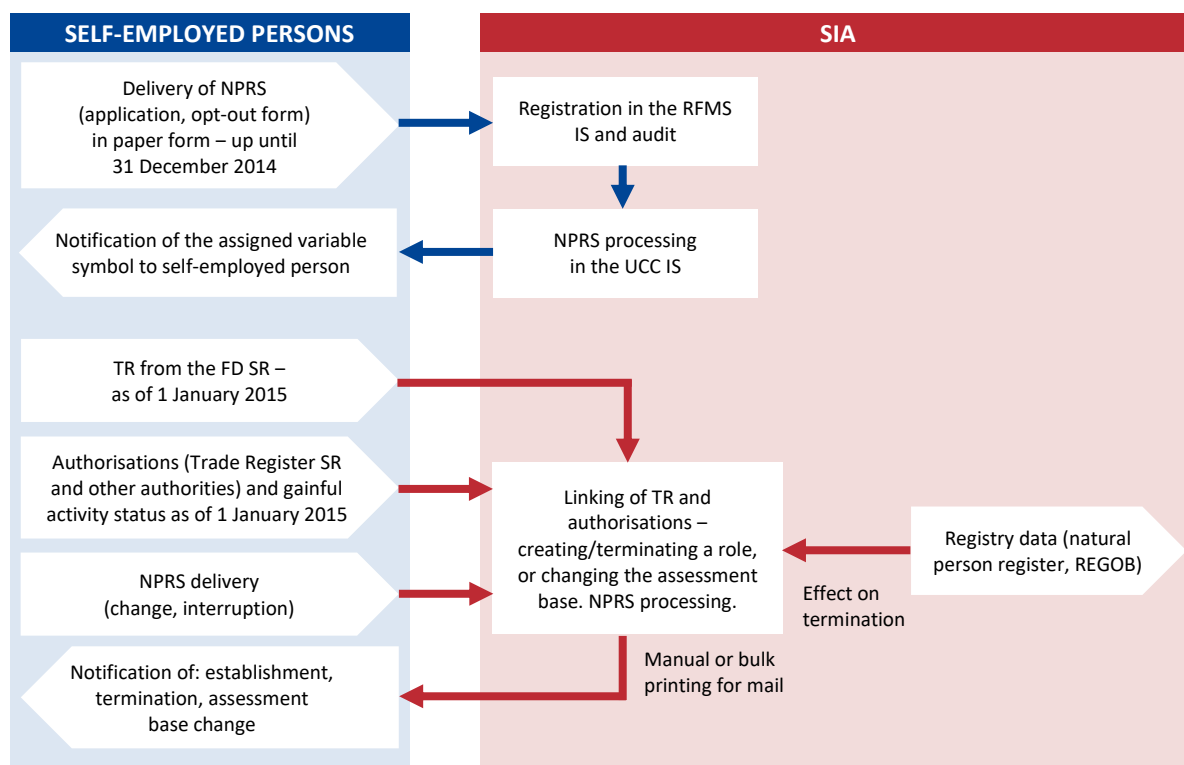 SELF-EMPLOYED PERSONS
SIA
Delivery of NPRS
(application, opt-out form)
in paper form – up until
31 December 2014
Registration in the RFMS
IS and audit
Notification of the assigned variable
symbol to self-employed person
NPRS processing
in the UCC IS
TR from the FD SR –
as of 1 January 2015
Authorisations (Trade Register SR
and other authorities) and gainful
activity status as of 1 January 2015
NPRS delivery
(change, interruption)
Linking of TR and
authorisations –
creating/terminating a role,
or changing the assessment
base. NPRS processing.
Registry data (natural
person register, REGOB)
Effect on
termination
Manual or bulk
printing for mail
Notification of: establishment,
termination, assessment
base change